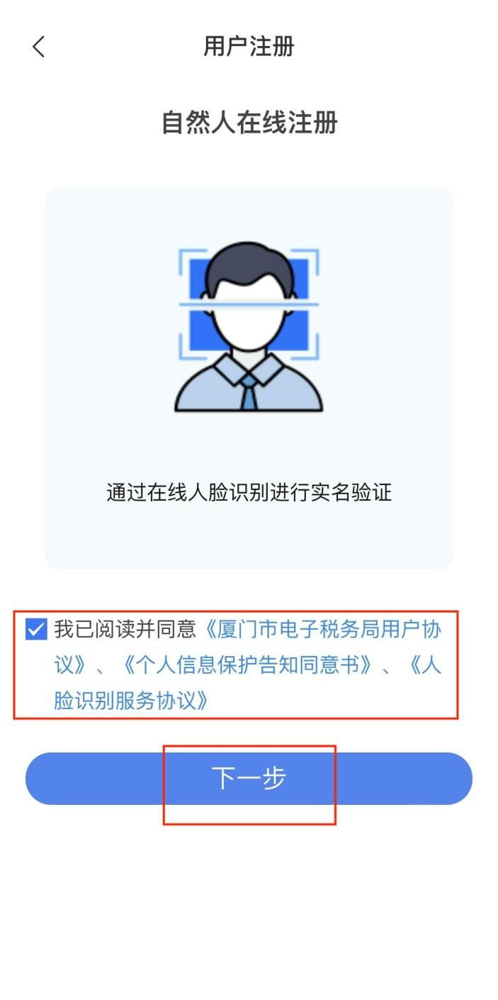 用户注册
自然人在线注册
通过在线人脸识别进行实名验证
我已阅读并同意《厦门市电子税务局用户协
议》、《个人信息保护告知同意书》、《人
脸识别服务协议》
下一步